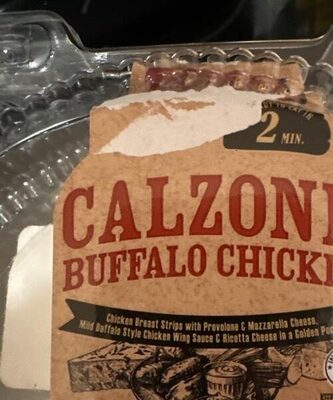 2 MIN.
CALZON
BUFFALO CHICK
Chicken Breast Strips with Provolone & Mozzarella Cheese,
Mild Buffalo Style Chicken Wing Sauce & Ricotta Cheese in a Golden